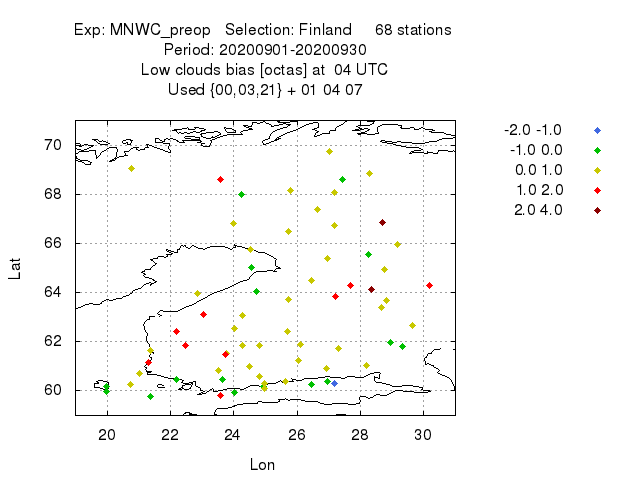 Exp: MNWC_preop   Selection: Finland     68 stations
Period: 20200901-20200930
Low clouds bias [octas] at  04 UTC
Used {00,03,21} + 01 04 07
-2.0 -1.0
-1.0 0.0
0.0 1.0
1.0 2.0
2.0 4.0
70
68
66
64
62
60
Lat
20 22 24 26 28 30
Lon